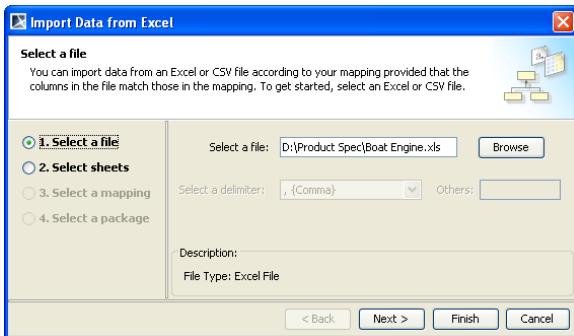 Import Data from Excel
Select a file
You can import data from an Excel or CSV file according to your mapping provided that the
columns in the file match those in the mapping. To get started, select an Excel or CSV file.
1. Select a file
2. Select sheets
3. Select a mapping
4. Select a package
Select a file: D:\Product Spec\Boat Engine.xls Browse
Select a delimiter: , {Comma} Others:
Description:
File Type: Excel File
< Back Next > Finish Cancel